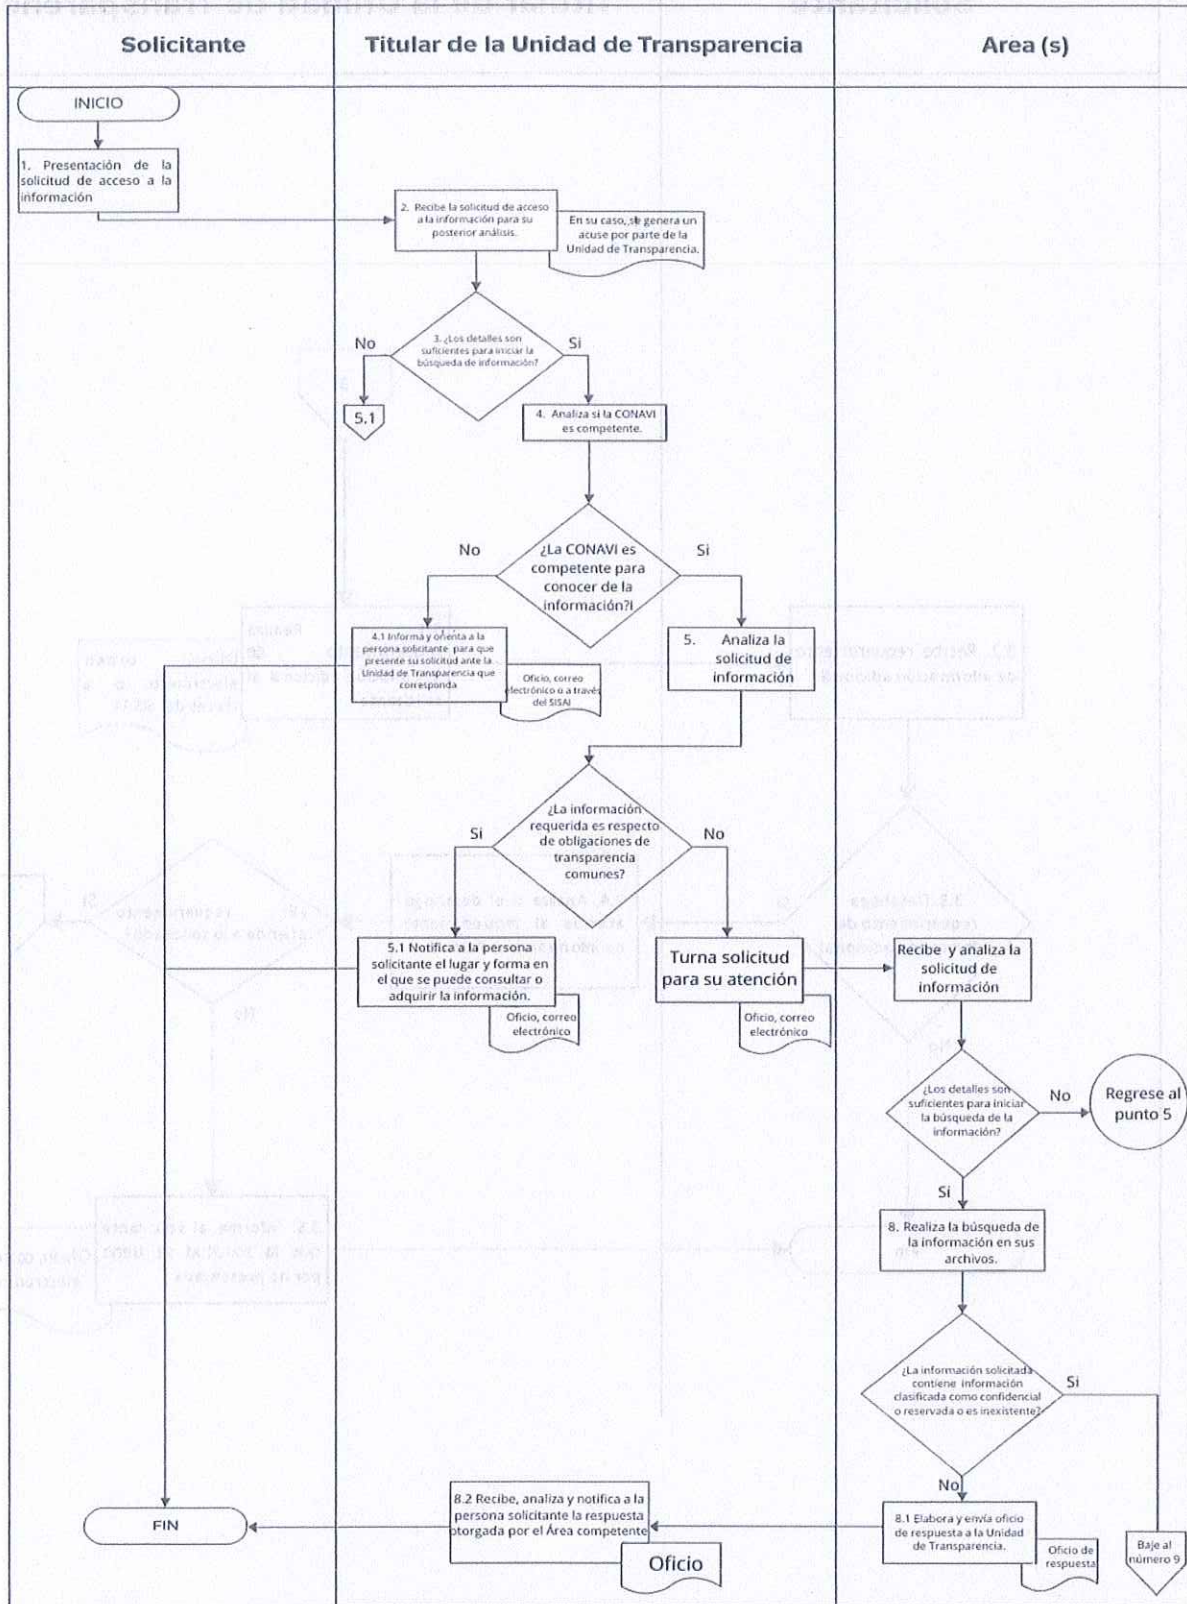 Solicitante
Titular de la Unidad de Transparencia
Area (s)
INICIO
1. Presentación de la
solicitud de acceso a la
información
2. Recibe la solicitud de acceso
a la información para su
posterior análisis.
En su caso, se genera un
acuse por parte de la
Unidad de Transparencia.
3. ¿Los detalles son
suficientes para iniciar la
búsqueda de información?
No
Si
5.1
4. Analiza si la CONAVI
es competente.
¿La CONAVI es
competente para
conocer de la
información?l
No
Si
4.1 Informa y orienta a la
persona solicitante para que
presente su solicitud ante la
Unidad de Transparencia que
corresponda
Oficio, correo
electrónico o a través
del SISAI
5. Analiza la
solicitud de
información
¿La información
requerida es respecto
de obligaciones de
transparencia
comunes?
Si
No
5.1 Notifica a la persona
solicitante el lugar y forma en
el que se puede consultar o
adquirir la información.
Oficio, correo
electrónico
Turna solicitud
para su atención
Oficio, correo
electrónico
Recibe y analiza la
solicitud de
información
¿Los detalles son
suficientes para iniciar
la búsqueda de la
información?
No
Regrese al
punto 5
Si
8. Realiza la búsqueda de
la información en sus
archivos.
¿La información solicitada
contiene información
clasificada como confidencial
o reservada o es inexistente?
Si
No
8.1 Elabora y envía oficio
de respuesta a la Unidad
de Transparencia.
Oficio de
respuesta
Baje al
número 9
8.2 Recibe, analiza y notifica a la
persona solicitante la respuesta
otorgada por el Área competente
Oficio
FIN